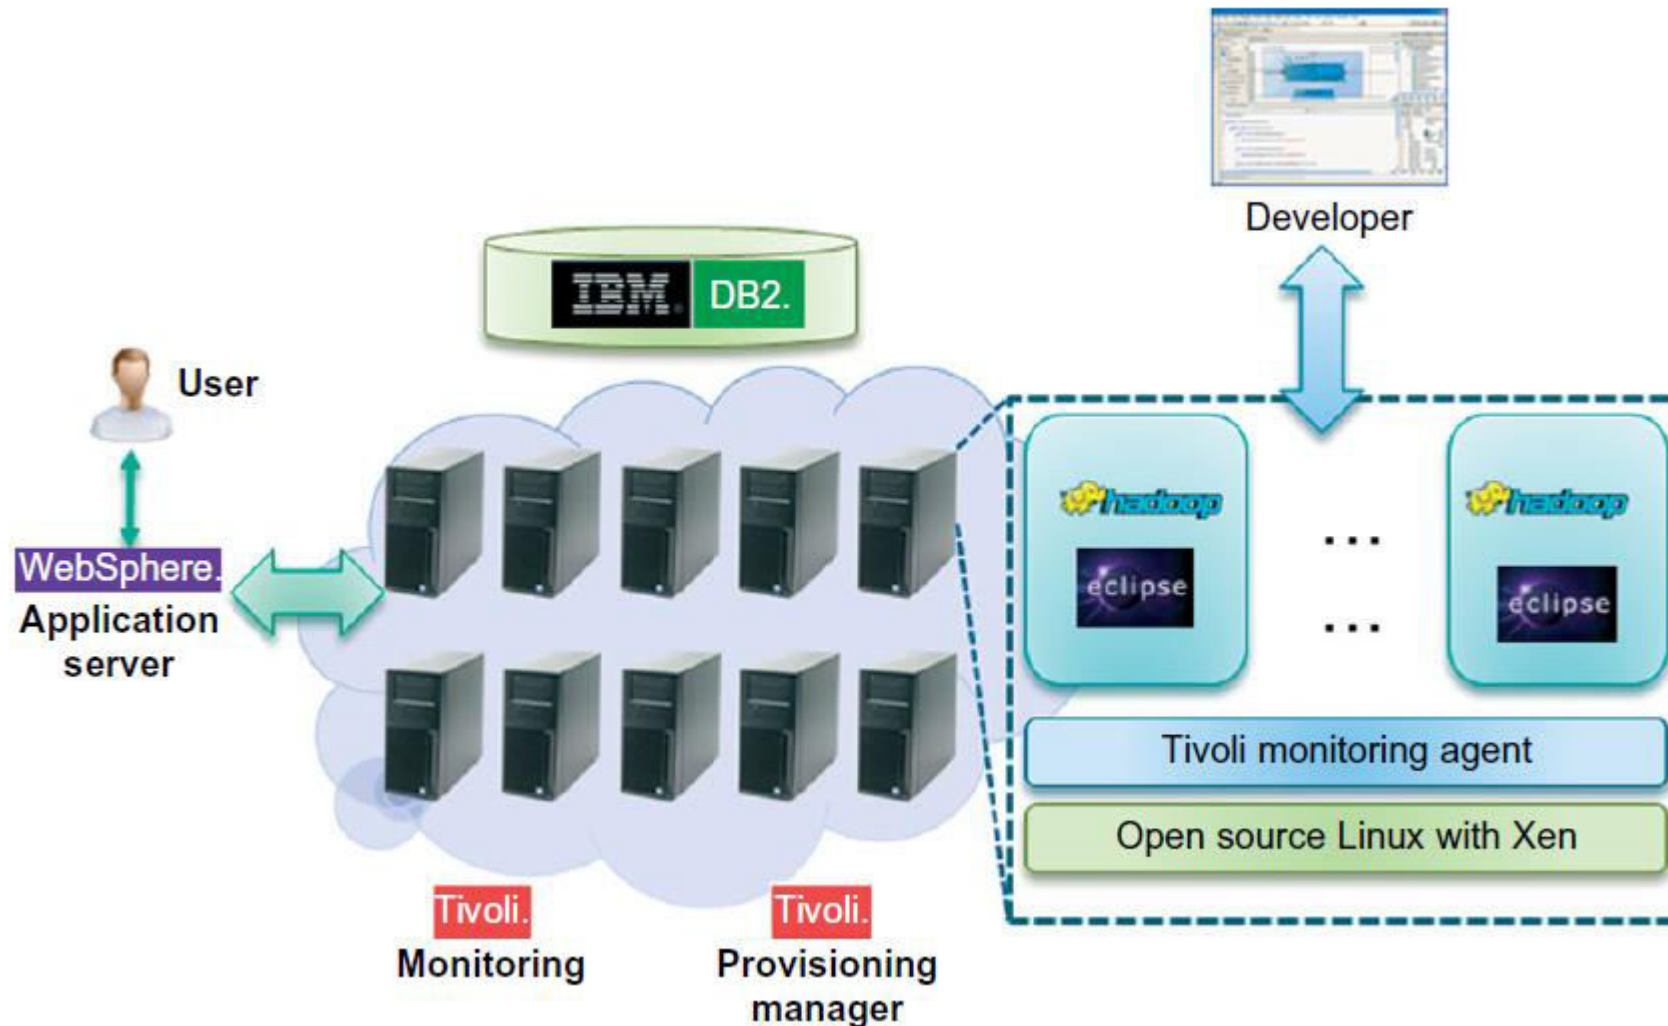 Developer
IBM® DB2.
User
WebSphere.
Application
server
hadoop
eclipse
...
...
hadoop
eclipse
Tivoli monitoring agent
Open source Linux with Xen
Tivoli.
Monitoring
Tivoli.
Provisioning
manager